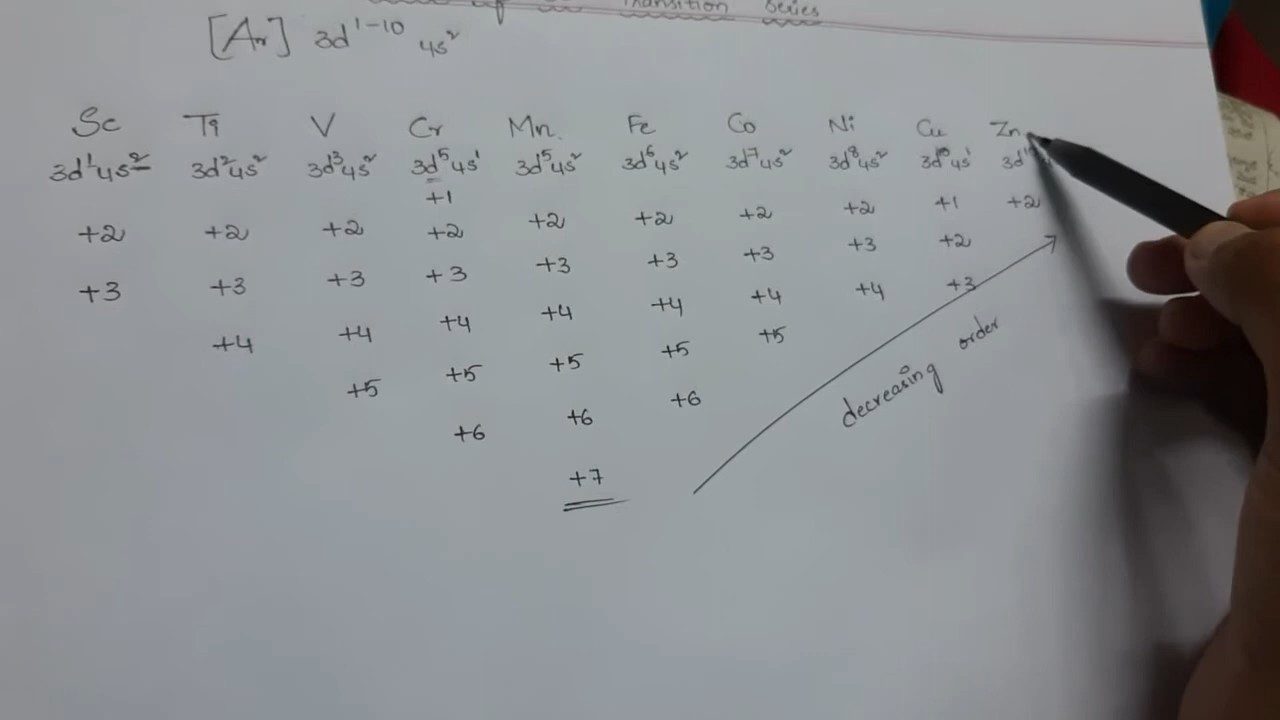 of Transition Series
[Ar] 3d¹⁻¹⁰ 4s²
Sc Ti V Cr Mn. Fe Co Ni Cu Zn
3d¹4s² 3d²4s² 3d³4s² 3d⁵4s¹ 3d⁵4s² 3d⁶4s² 3d⁷4s² 3d⁸4s² 3d¹⁰4s¹
+1
+2 +2 +2 +2 +2 +2 +2 +2 +1 +2
+3 +3 +3 +3 +3 +3 +3 +3 +2
+4 +4 +4 +4 +4 +4 +4 +3
+5 +5 +5 +5 +5
+6 +6 +6
+7
decreasing order